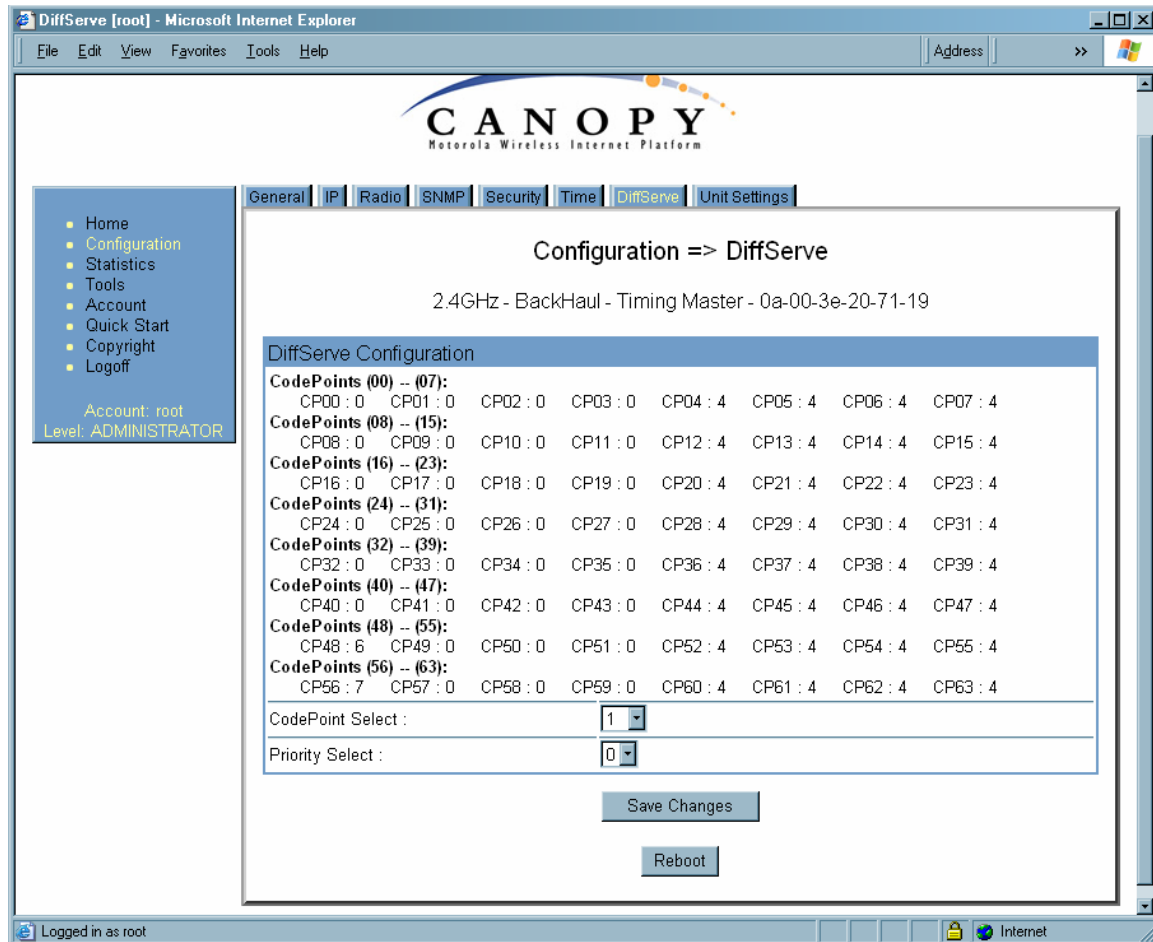 DiffServe [root] - Microsoft Internet Explorer
File Edit View Favorites Tools Help Address »
CANOPY
Motorola Wireless Internet Platform
General IP Radio SNMP Security Time DiffServe Unit Settings
Home
Configuration
Statistics
Tools
Account
Quick Start
Copyright
Logoff
Account: root
Level: ADMINISTRATOR
Configuration => DiffServe
2.4GHz - BackHaul - Timing Master - 0a-00-3e-20-71-19
DiffServe Configuration
CodePoints (00) -- (07):
CP00 : 0 CP01 : 0 CP02 : 0 CP03 : 0 CP04 : 4 CP05 : 4 CP06 : 4 CP07 : 4
CodePoints (08) -- (15):
CP08 : 0 CP09 : 0 CP10 : 0 CP11 : 0 CP12 : 4 CP13 : 4 CP14 : 4 CP15 : 4
CodePoints (16) -- (23):
CP16 : 0 CP17 : 0 CP18 : 0 CP19 : 0 CP20 : 4 CP21 : 4 CP22 : 4 CP23 : 4
CodePoints (24) -- (31):
CP24 : 0 CP25 : 0 CP26 : 0 CP27 : 0 CP28 : 4 CP29 : 4 CP30 : 4 CP31 : 4
CodePoints (32) -- (39):
CP32 : 0 CP33 : 0 CP34 : 0 CP35 : 0 CP36 : 4 CP37 : 4 CP38 : 4 CP39 : 4
CodePoints (40) -- (47):
CP40 : 0 CP41 : 0 CP42 : 0 CP43 : 0 CP44 : 4 CP45 : 4 CP46 : 4 CP47 : 4
CodePoints (48) -- (55):
CP48 : 6 CP49 : 0 CP50 : 0 CP51 : 0 CP52 : 4 CP53 : 4 CP54 : 4 CP55 : 4
CodePoints (56) -- (63):
CP56 : 7 CP57 : 0 CP58 : 0 CP59 : 0 CP60 : 4 CP61 : 4 CP62 : 4 CP63 : 4
CodePoint Select : 1
Priority Select : 0
Save Changes
Reboot
Logged in as root Internet